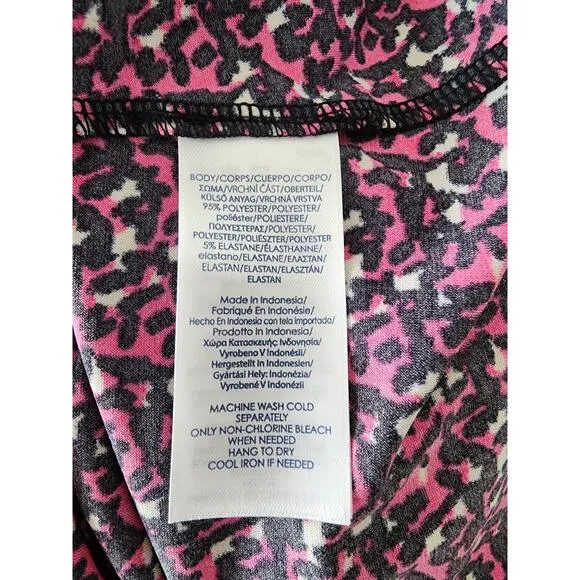 BODY/CORPS/CUERPO/CORPO/
ΣΩΜΑ/VRCHNÍ ČÁST/OBERTEIL/
KÜLSŐ ANYAG/VRCHNÁ VRSTVA
95% POLYESTER/POLYESTER/
poliéster/POLIESTERE/
ΠΟΛΥΕΣΤΕΡΑΣ/POLYESTER/
POLYESTER/POLIÉSZTER/POLYESTER
5% ELASTANE/ÉLASTHANNE/
elastano/ELASTANE/ΕΛΑΣΤΑΝ/
ELASTAN/ELASTAN/ELASZTÁN/
ELASTAN
Made In Indonesia/
Fabriqué En Indonésie/
Hecho En Indonesia con tela importada/
Prodotto In Indonesia/
Χώρα Κατασκευής: Ινδονησία/
Vyrobeno V Indonésii/
Hergestellt In Indonesien/
Gyártási Hely: Indonézia/
Vyrobené V Indonézii
MACHINE WASH COLD
SEPARATELY
ONLY NON-CHLORINE BLEACH
WHEN NEEDED
HANG TO DRY
COOL IRON IF NEEDED